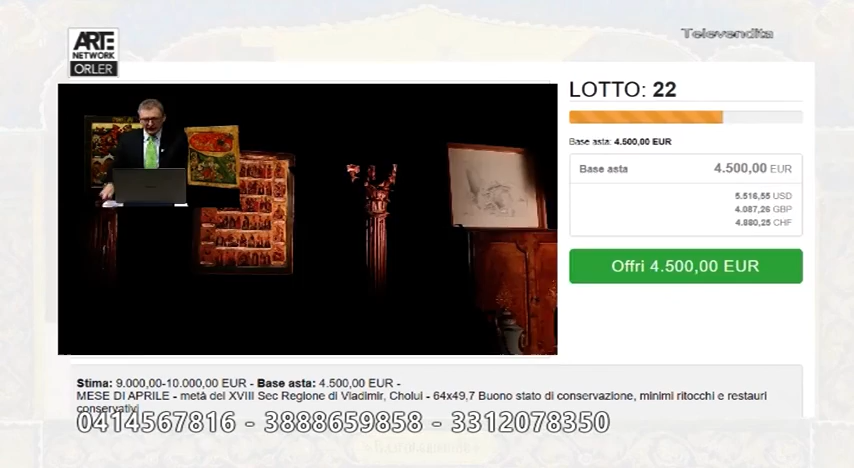 ARTE
NETWORK
ORLER
Televendita
LOTTO: 22
Base asta: 4.500,00 EUR
Base asta 4.500,00 EUR
5.516,55 USD
4.087,26 GBP
4.880,25 CHF
Offri 4.500,00 EUR
Stima: 9.000,00-10.000,00 EUR - Base asta: 4.500,00 EUR -
MESE DI APRILE - metà del XVIII Sec Regione di Vladimir, Cholui - 64x49,7 Buono stato di conservazione, minimi ritocchi e restauri
conservativi
0414567816 - 3888659858 - 3312078350